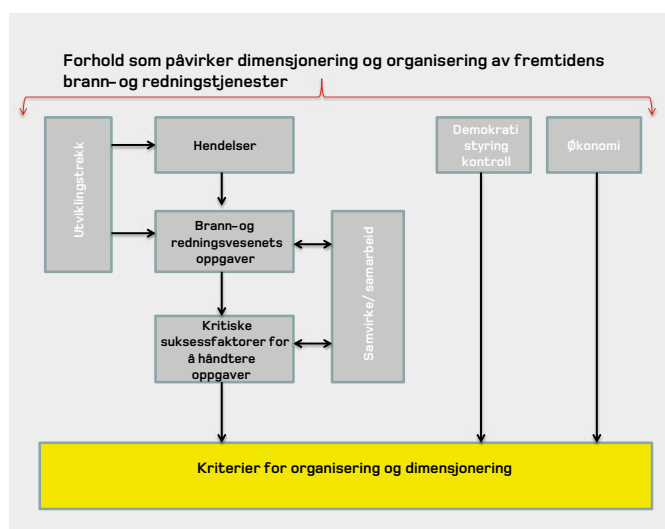 Forhold som påvirker dimensjonering og organisering av fremtidens
brann- og redningstjenester
Utviklingstrekk
Hendelser
Demokrati
styring
kontroll
Økonomi
Brann- og
redningsvesenets
oppgaver
Samvirke/ samarbeid
Kritiske
suksessfaktorer for
å håndtere
oppgaver
Kriterier for organisering og dimensjonering